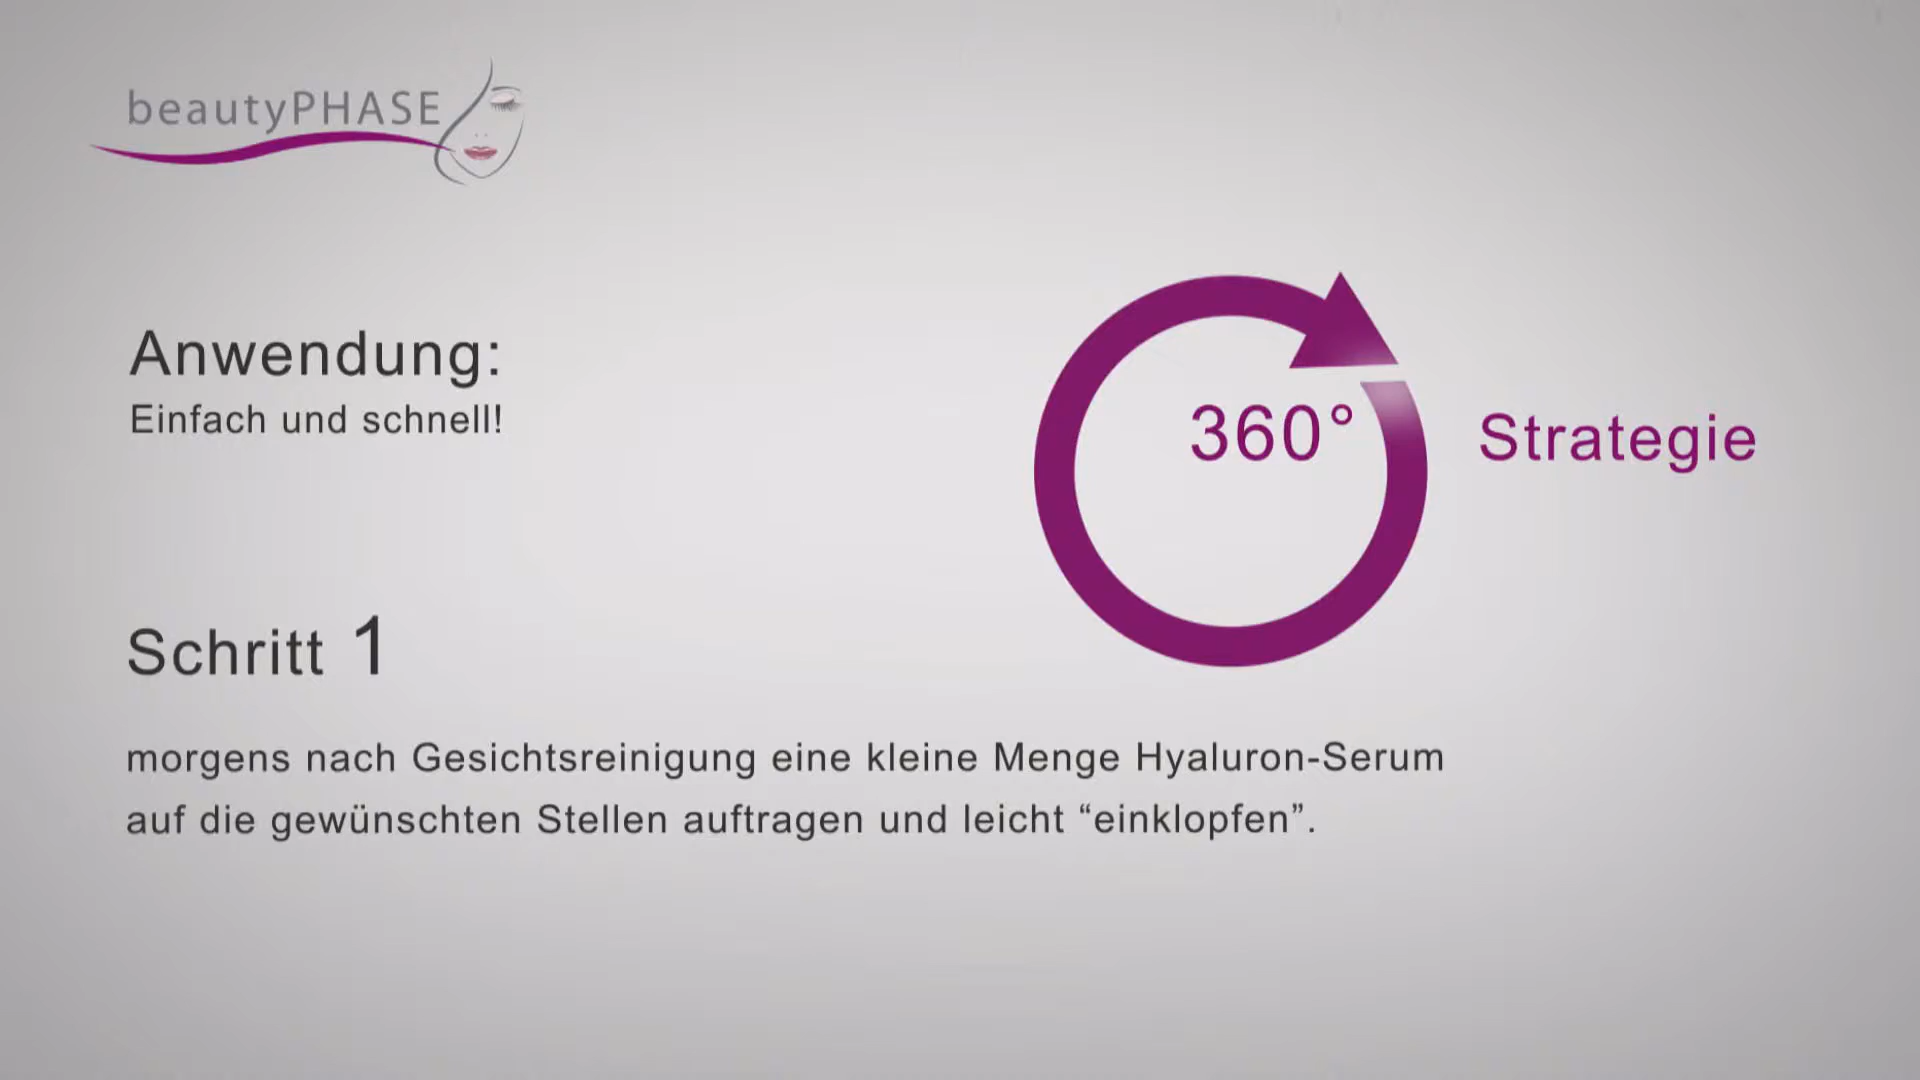 beautyPHASE
Anwendung:
Einfach und schnell!
360° Strategie
Schritt 1
morgens nach Gesichtsreinigung eine kleine Menge Hyaluron-Serum
auf die gewünschten Stellen auftragen und leicht “einklopfen”.